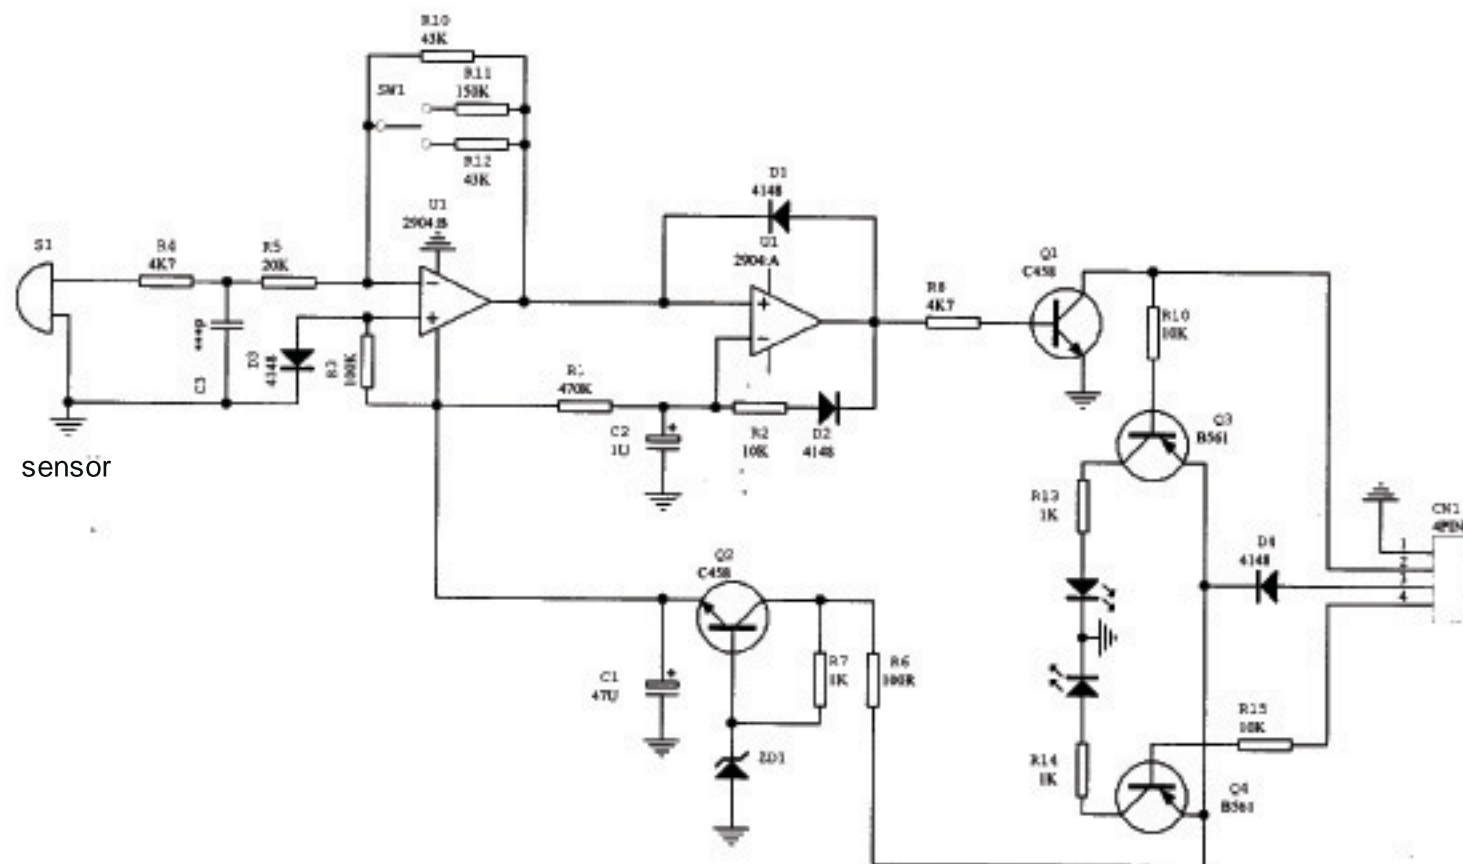 R10
43K
R11
150K
SW1
R12
43K
U1
2904:B
D1
4148
U1
2904:A
S1
R4
4K7
R5
20K
C3
D3
4148
R3
100K
R1
470K
C2
1U
R2
10K
D2
4148
R8
4K7
Q1
C458
R10
10K
Q3
B561
sensor
R13
1K
D4
4148
CN1
4PIN
1
2
3
4
Q2
C458
C1
47U
R7
1K
R6
100R
ZD1
R14
1K
R15
10K
Q4
B561